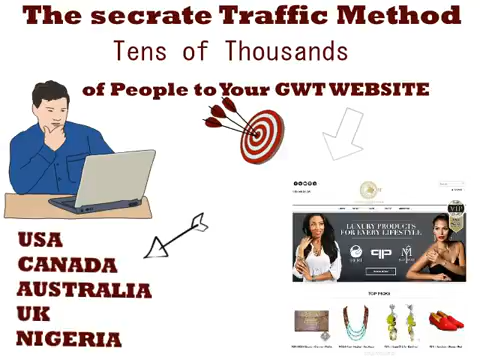 The secrate Traffic Method
Tens of Thousands
of People to Your GWT WEBSITE
VIP
LUXURY PRODUCTS
FOR EVERY LIFESTYLE
TOP PICKS
USA
CANADA
AUSTRALIA
UK
NIGERIA